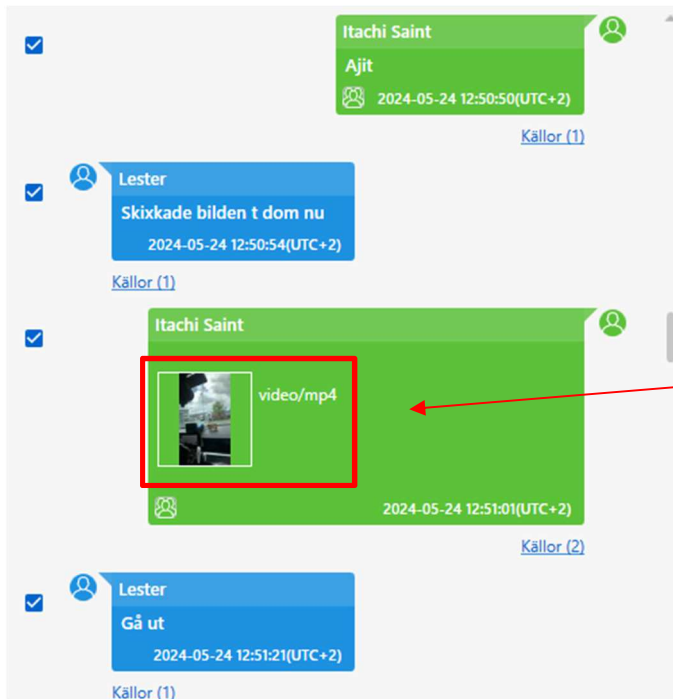 Itachi Saint
Ajit
2024-05-24 12:50:50(UTC+2)
Källor (1)
Lester
Skixkade bilden t dom nu
2024-05-24 12:50:54(UTC+2)
Källor (1)
Itachi Saint
video/mp4
2024-05-24 12:51:01(UTC+2)
Källor (2)
Lester
Gå ut
2024-05-24 12:51:21(UTC+2)
Källor (1)